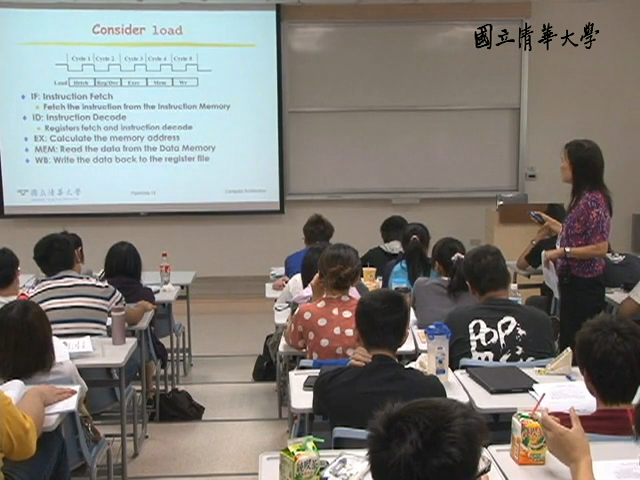 Consider load
Cycle 1 Cycle 2 Cycle 3 Cycle 4 Cycle 5
Load Ifetch Reg/Dec Exec Mem Wr
IF: Instruction Fetch
Fetch the instruction from the Instruction Memory
ID: Instruction Decode
Registers fetch and instruction decode
EX: Calculate the memory address
MEM: Read the data from the Data Memory
WB: Write the data back to the register file
國立清華大學
國立清華大學
POP